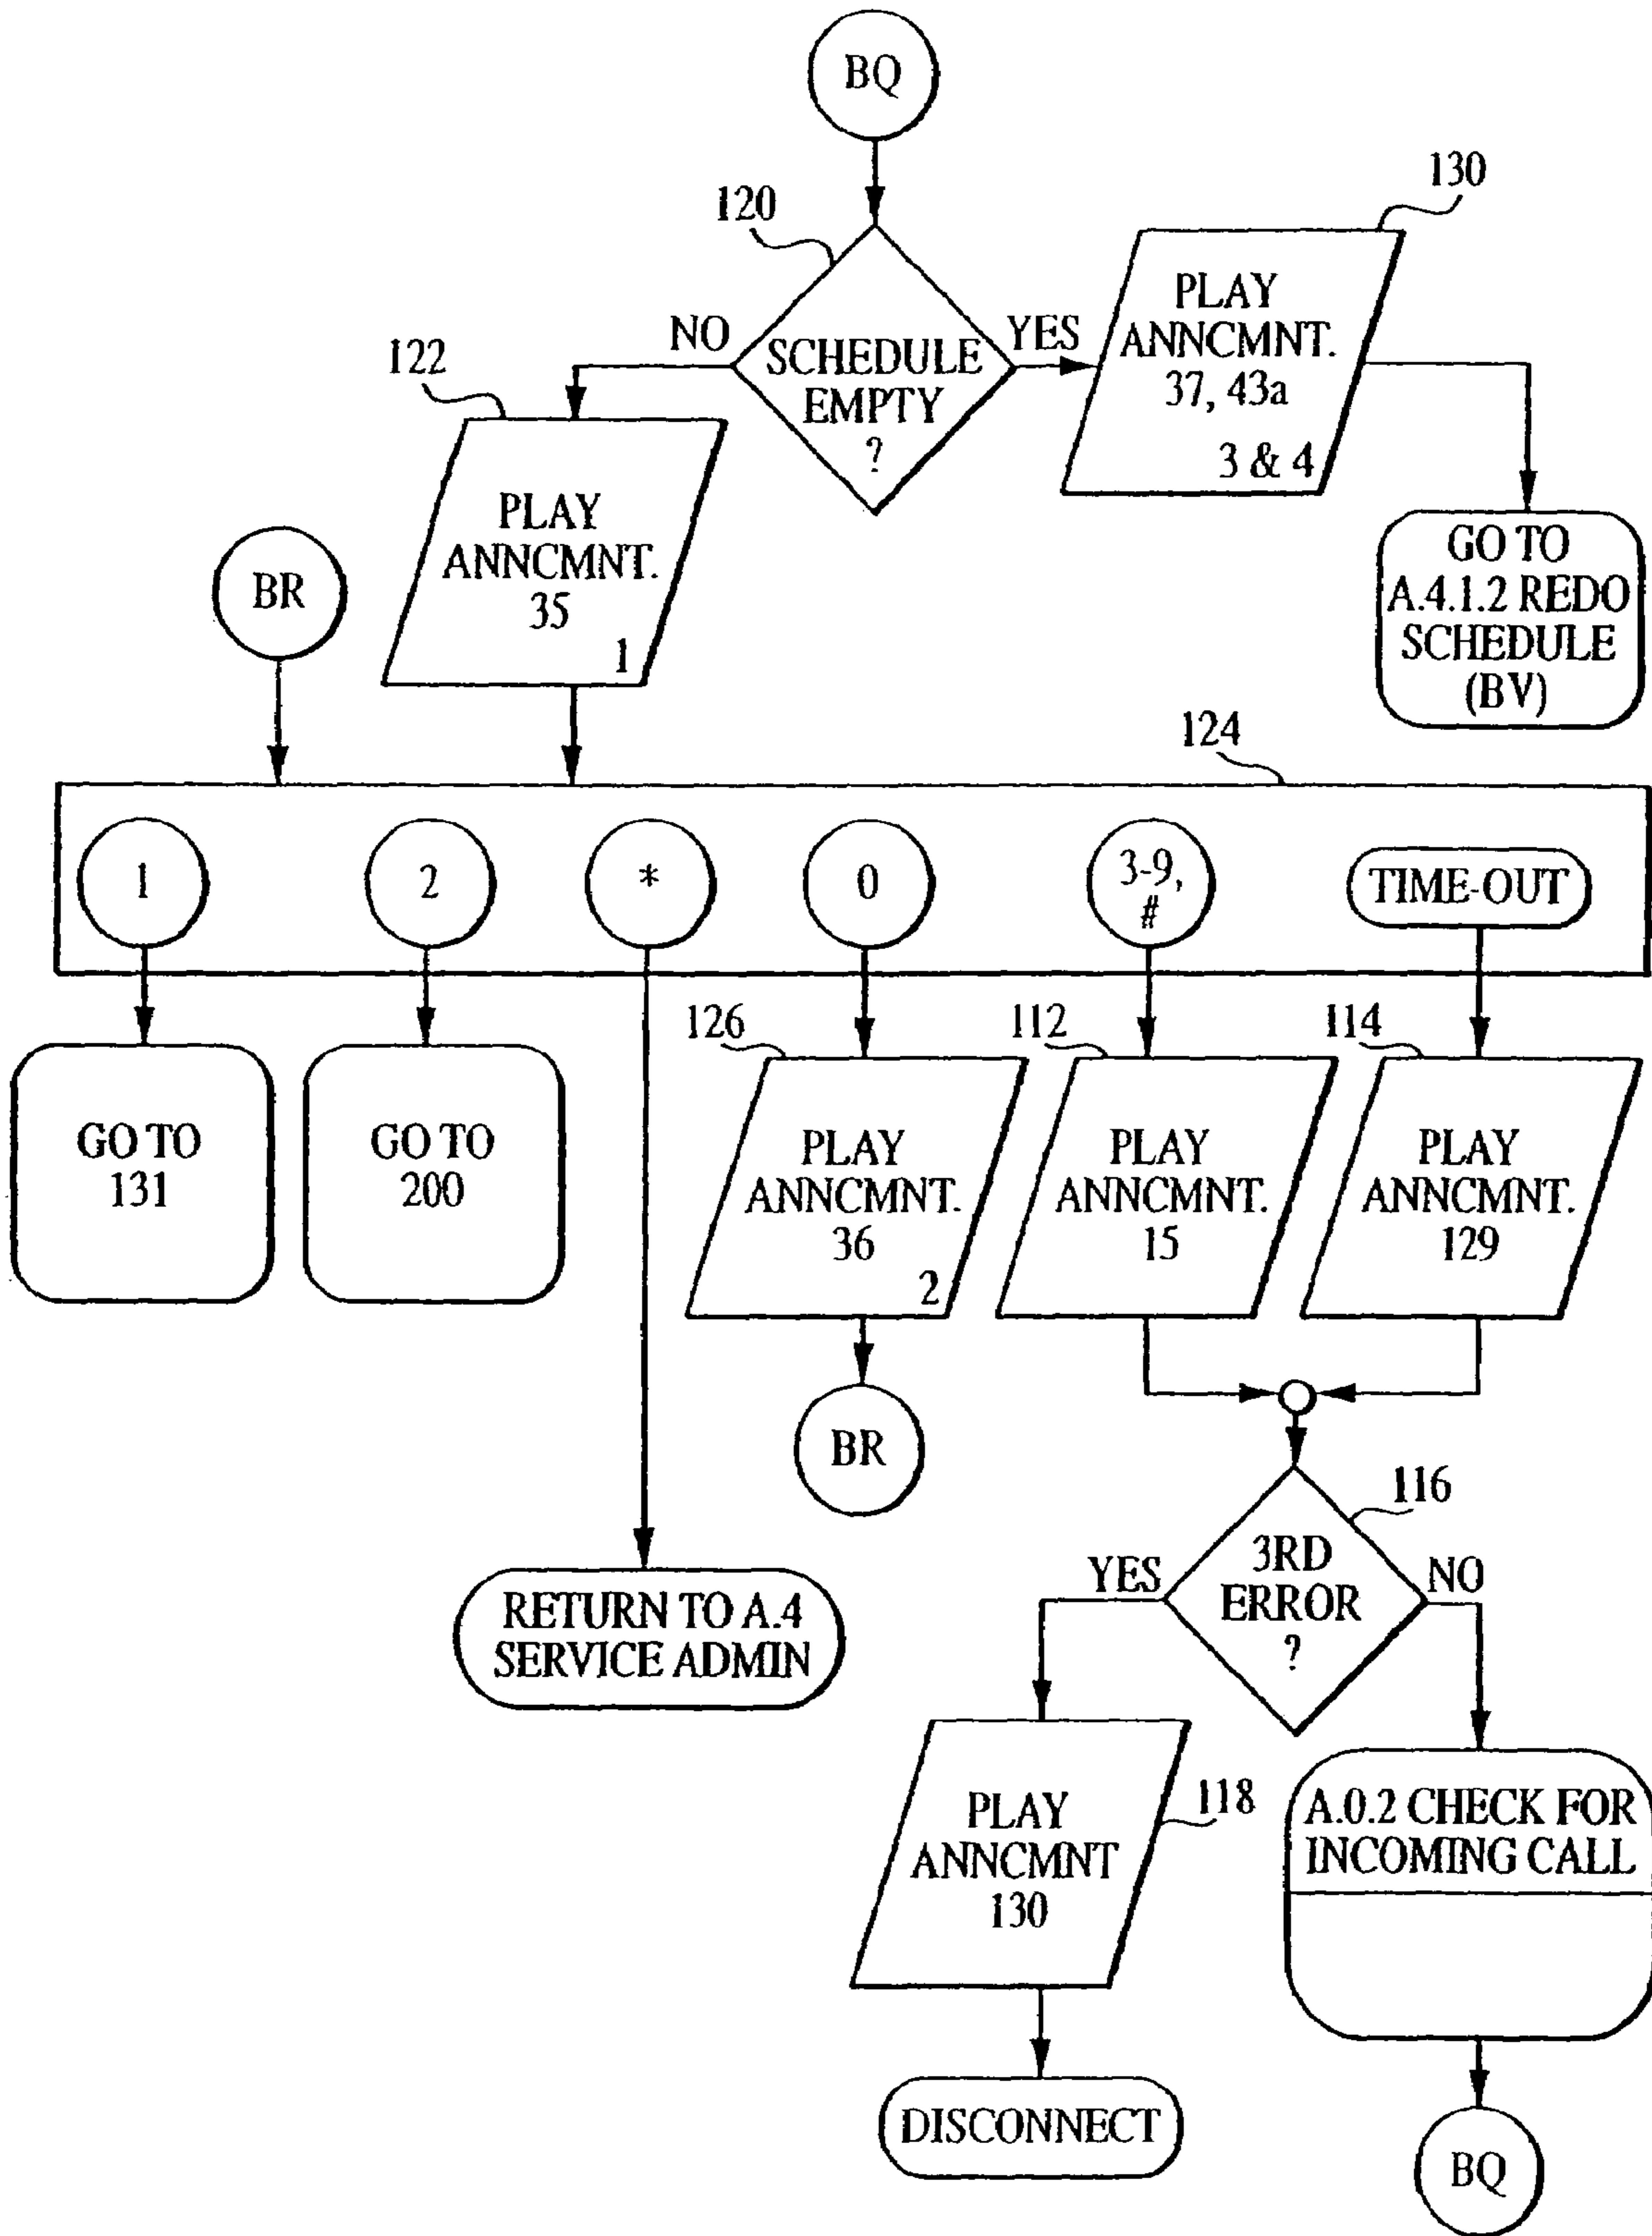 BQ
120
130
NO
SCHEDULE
EMPTY
?
YES
PLAY
ANNCMNT.
37, 43a
3 & 4
122
PLAY
ANNCMNT.
35
1
BR
GO TO
A.4.1.2 REDO
SCHEDULE
(BV)
124
1
2
*
0
3-9,
#
TIME-OUT
GO TO
131
GO TO
200
126
PLAY
ANNCMNT.
36
2
112
PLAY
ANNCMNT.
15
114
PLAY
ANNCMNT.
129
BR
116
YES
3RD
ERROR
?
NO
RETURN TO A.4
SERVICE ADMIN
PLAY
ANNCMNT
130
118
A.0.2 CHECK FOR
INCOMING CALL
DISCONNECT
BQ